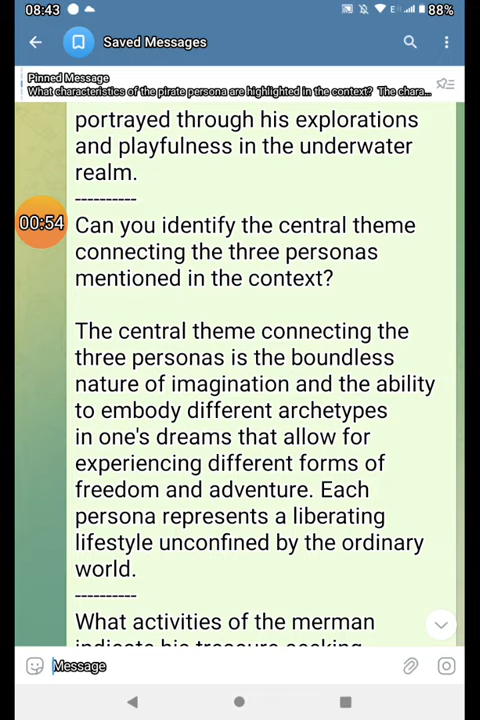 08:43
88%
Saved Messages
Pinned Message
What characteristics of the pirate persona are highlighted in the context? The chara...
portrayed through his explorations
and playfulness in the underwater
realm.
----------
00:54
Can you identify the central theme
connecting the three personas
mentioned in the context?
The central theme connecting the
three personas is the boundless
nature of imagination and the ability
to embody different archetypes
in one's dreams that allow for
experiencing different forms of
freedom and adventure. Each
persona represents a liberating
lifestyle unconfined by the ordinary
world.
----------
What activities of the merman
indicate his treasure-seeking
Message